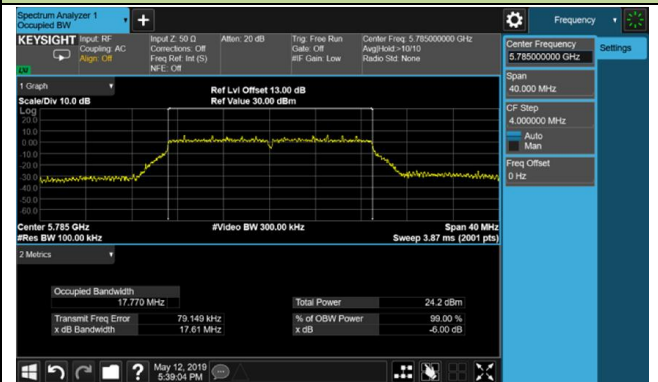 Spectrum Analyzer 1
Occupied BW
Frequency
KEYSIGHT
Input: RF
Coupling: AC
Align: Off
Input Z: 50 Ω
Corrections: Off
Freq Ref: Int (S)
NFE: Off
Atten: 20 dB
Trig: Free Run
Gate: Off
#IF Gain: Low
Center Freq: 5.785000000 GHz
Avg|Hold:>10/10
Radio Std: None
Center Frequency
5.785000000 GHz
Settings
Span
40.000 MHz
CF Step
4.000000 MHz
Auto
Man
Freq Offset
0 Hz
1 Graph
Scale/Div 10.0 dB
Ref Lvl Offset 13.00 dB
Ref Value 30.00 dBm
Log
20.0
10.0
0.00
-10.0
-20.0
-30.0
-40.0
-50.0
-60.0
Center 5.785 GHz
#Video BW 300.00 kHz
Span 40 MHz
#Res BW 100.00 kHz
Sweep 3.87 ms (2001 pts)
2 Metrics
Occupied Bandwidth
17.770 MHz
Total Power
24.2 dBm
Transmit Freq Error
79.149 kHz
% of OBW Power
99.00 %
x dB Bandwidth
17.61 MHz
x dB
-6.00 dB
May 12, 2019
5:39:04 PM